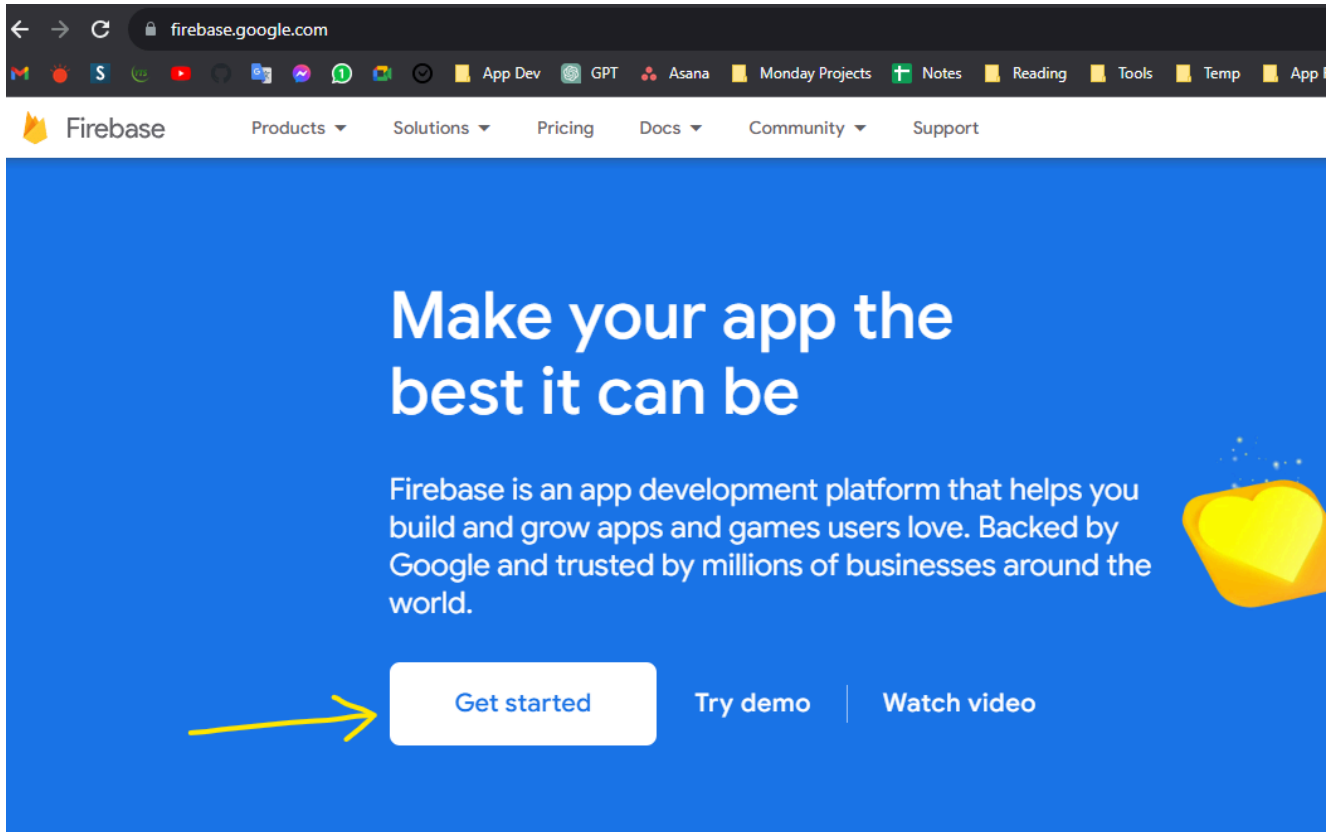 firebase.google.com
App Dev GPT Asana Monday Projects Notes Reading Tools Temp App
Firebase Products Solutions Pricing Docs Community Support
Make your app the
best it can be
Firebase is an app development platform that helps you
build and grow apps and games users love. Backed by
Google and trusted by millions of businesses around the
world.
Get started Try demo Watch video